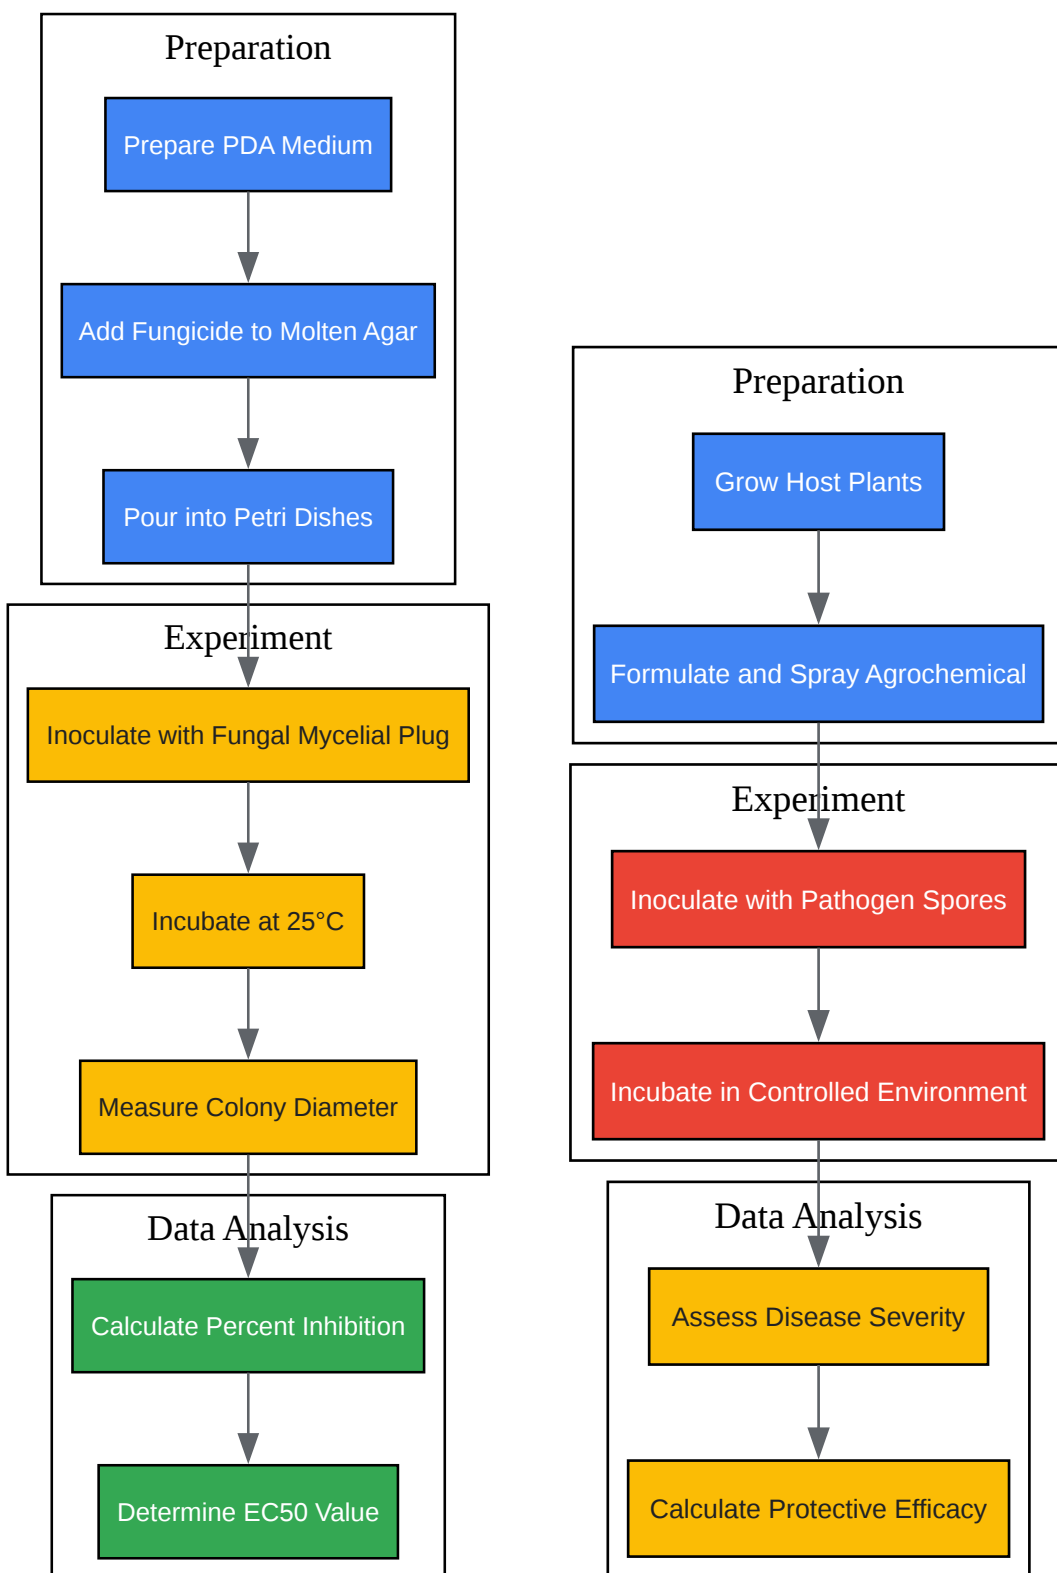 Preparation
Prepare PDA Medium
Add Fungicide to Molten Agar
Pour into Petri Dishes
Experiment
Inoculate with Fungal Mycelial Plug
Incubate at 25°C
Measure Colony Diameter
Data Analysis
Calculate Percent Inhibition
Determine EC50 Value
Preparation
Grow Host Plants
Formulate and Spray Agrochemical
Experiment
Inoculate with Pathogen Spores
Incubate in Controlled Environment
Data Analysis
Assess Disease Severity
Calculate Protective Efficacy